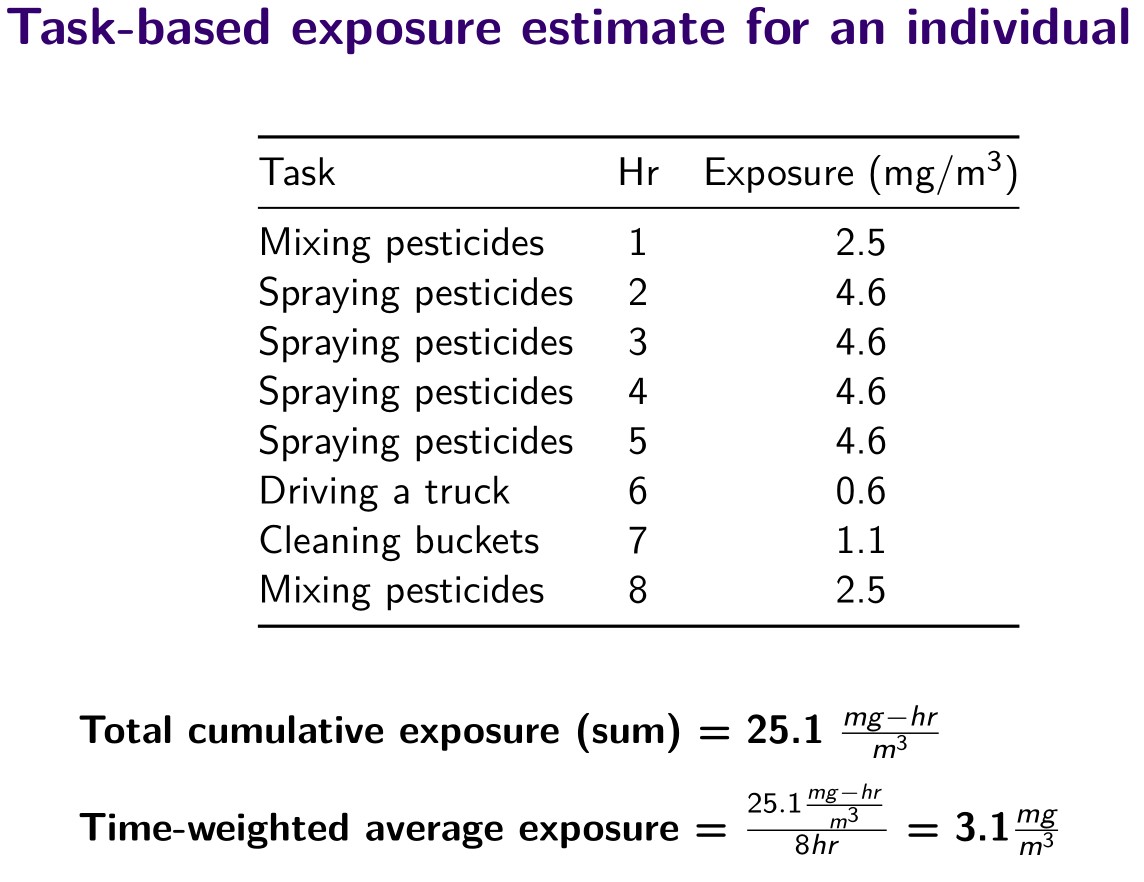 Task-based exposure estimate for an individual
Task Hr Exposure (mg/m³)
Mixing pesticides 1 2.5
Spraying pesticides 2 4.6
Spraying pesticides 3 4.6
Spraying pesticides 4 4.6
Spraying pesticides 5 4.6
Driving a truck 6 0.6
Cleaning buckets 7 1.1
Mixing pesticides 8 2.5
Total cumulative exposure (sum) = 25.1 \frac{mg-hr}{m^3}
Time-weighted average exposure = \frac{25.1\frac{mg-hr}{m^3}}{8hr} = 3.1\frac{mg}{m^3}